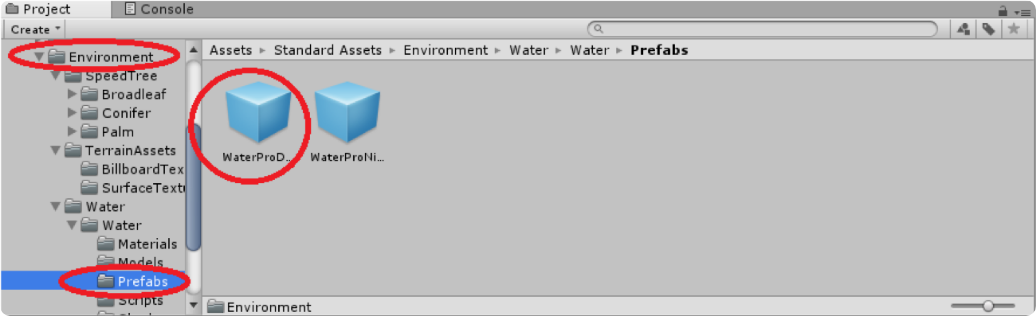 Project
Console
Create
Environment
SpeedTree
Broadleaf
Conifer
Palm
TerrainAssets
BillboardTex
SurfaceTextu
Water
Water
Materials
Models
Prefabs
Scripts
Assets ▸ Standard Assets ▸ Environment ▸ Water ▸ Water ▸ Prefabs
WaterProD... WaterProNi...
Environment